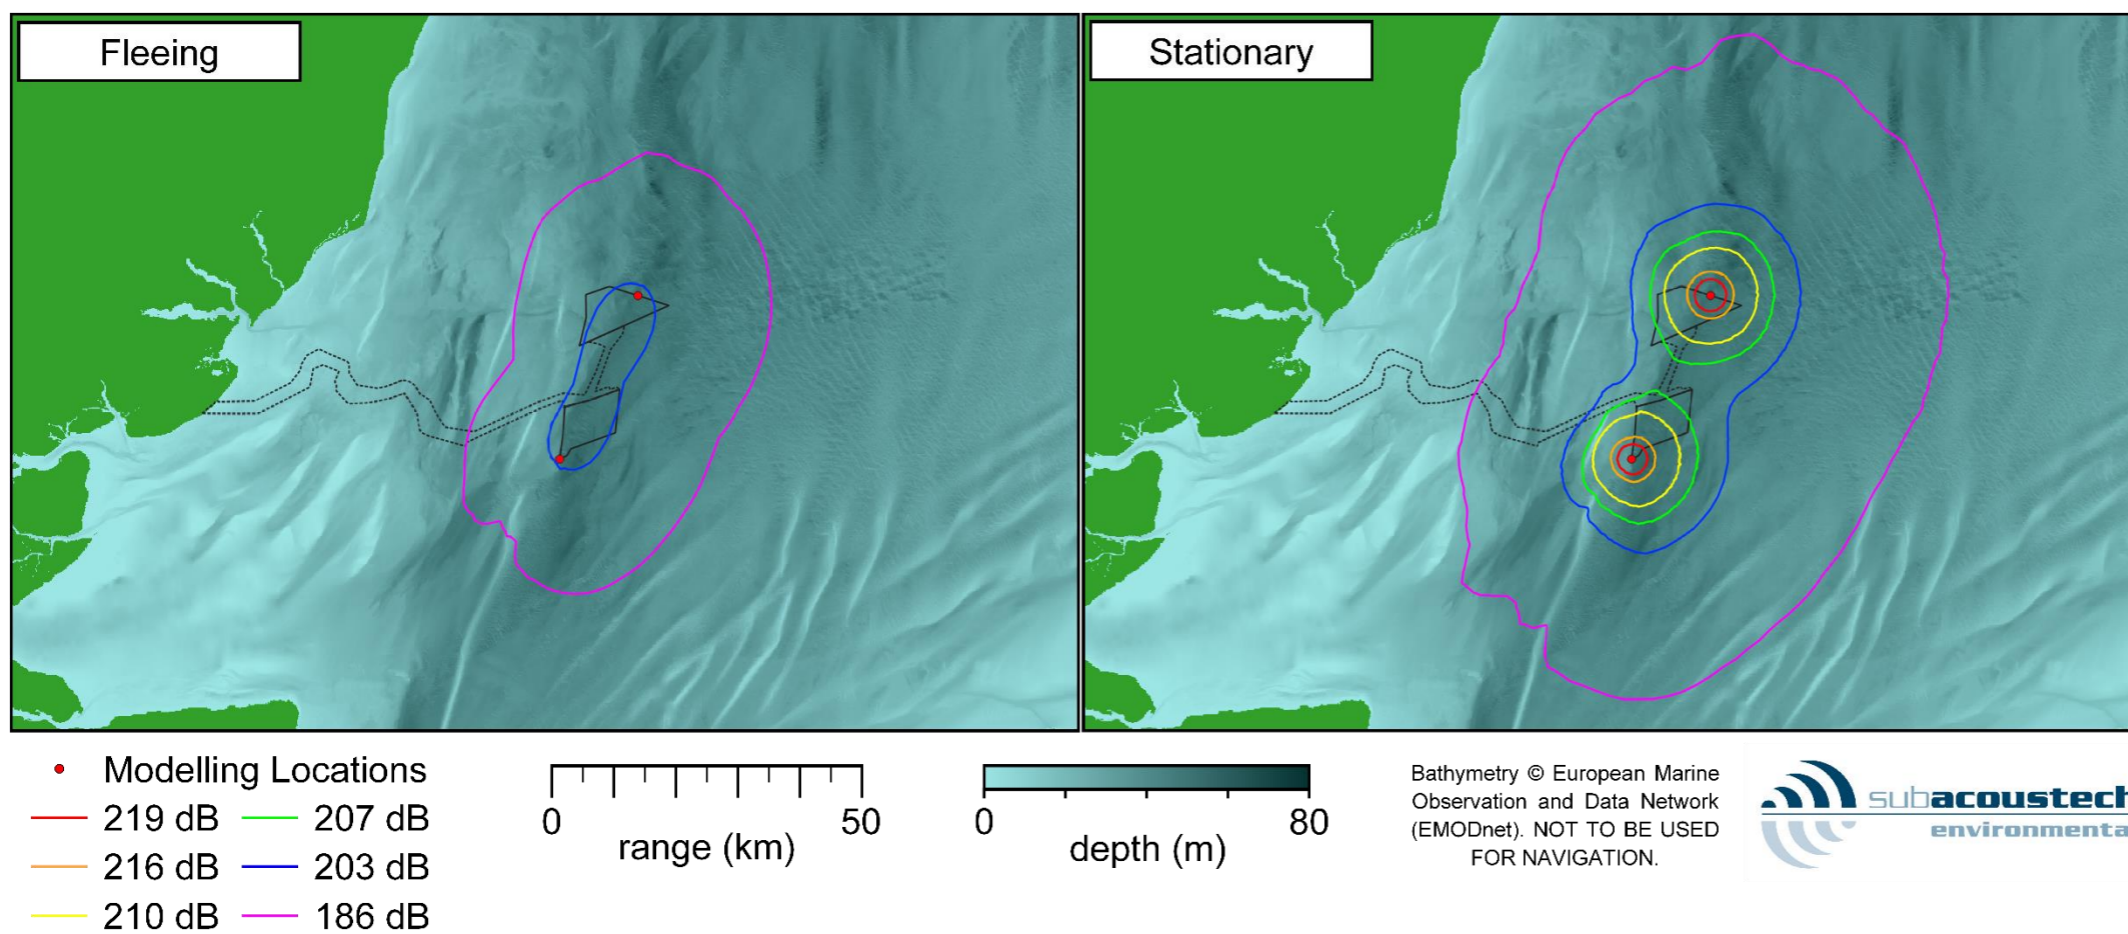 Fleeing
Stationary
Modelling Locations
219 dB
207 dB
216 dB
203 dB
210 dB
186 dB
0
50
range (km)
0
80
depth (m)
Bathymetry © European Marine
Observation and Data Network
(EMODnet). NOT TO BE USED
FOR NAVIGATION.
subacoustech
environmenta